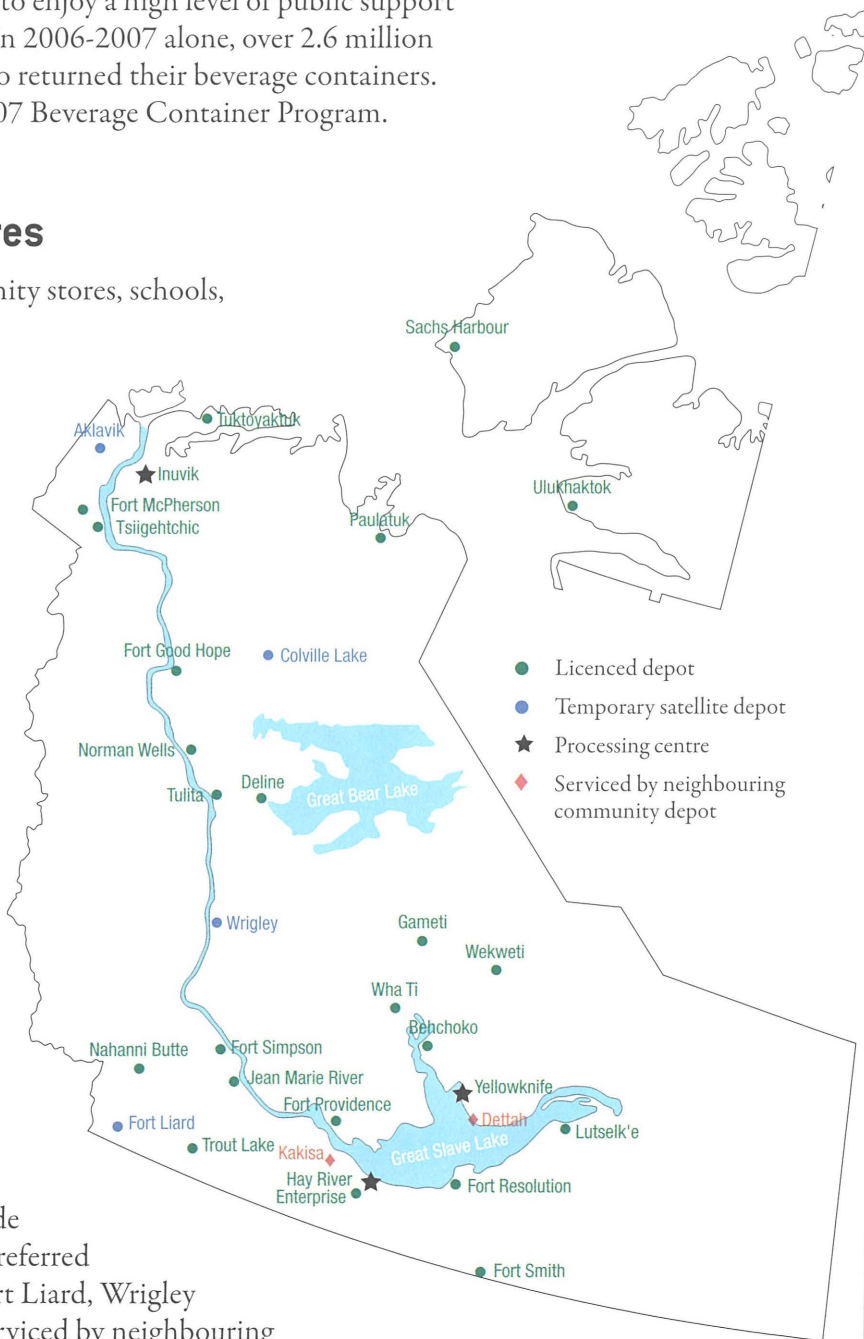 to enjoy a high level of public support
n 2006-2007 alone, over 2.6 million
o returned their beverage containers.
07 Beverage Container Program.
res
nity stores, schools,
Sachs Harbour
Tuktoyaktuk
Aklavik
Inuvik
Ulukhaktok
Fort McPherson
Paulatuk
Tsiigehtchic
Fort Good Hope
Colville Lake
Licenced depot
Temporary satellite depot
Processing centre
Serviced by neighbouring
community depot
Norman Wells
Deline
Great Bear Lake
Tulita
Wrigley
Gameti
Wekweti
Wha Ti
Behchoko
Nahanni Butte
Fort Simpson
Jean Marie River
Yellowknife
Fort Providence
Dettah
Fort Liard
Lutselk'e
Trout Lake
Kakisa
Great Slave Lake
Hay River
Enterprise
Fort Resolution
Fort Smith
de
referred
rt Liard, Wrigley
rviced by neighbouring